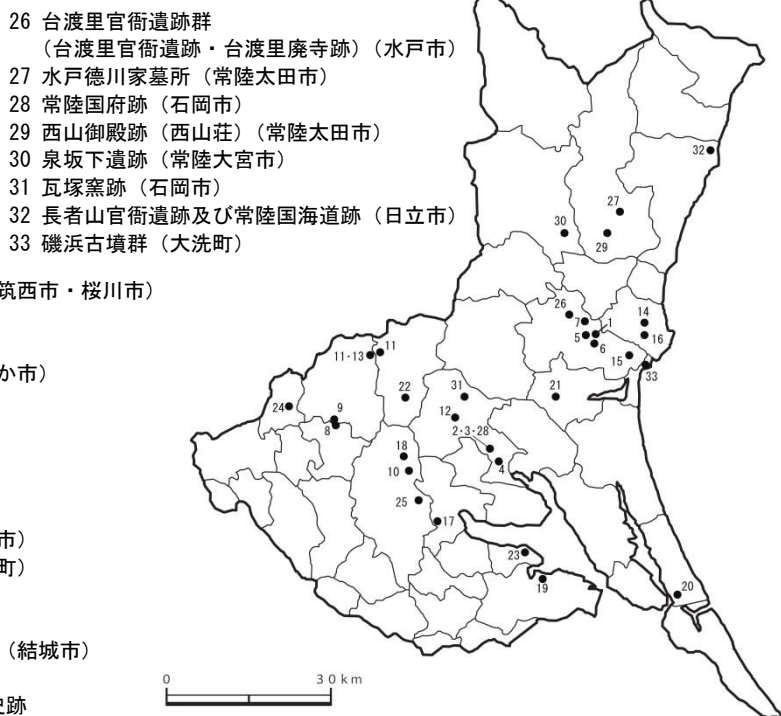 26 台渡里官衙遺跡群
(台渡里官衙遺跡・台渡里廃寺跡)(水戸市)
27 水戸徳川家墓所(常陸太田市)
28 常陸国府跡(石岡市)
29 西山御殿跡(西山荘)(常陸太田市)
30 泉坂下遺跡(常陸大宮市)
31 瓦塚窯跡(石岡市)
32 長者山官衙遺跡及び常陸国海道跡(日立市)
33 磯浜古墳群(大洗町)
筑西市・桜川市)
か市)
市)
町)
(結城市)
史跡
32
27
30
29
26
7
1
5
6
14
16
15
33
11・13
11
22
31
12
21
24
9
8
2・3・28
4
18
10
25
17
23
19
20
0
30km